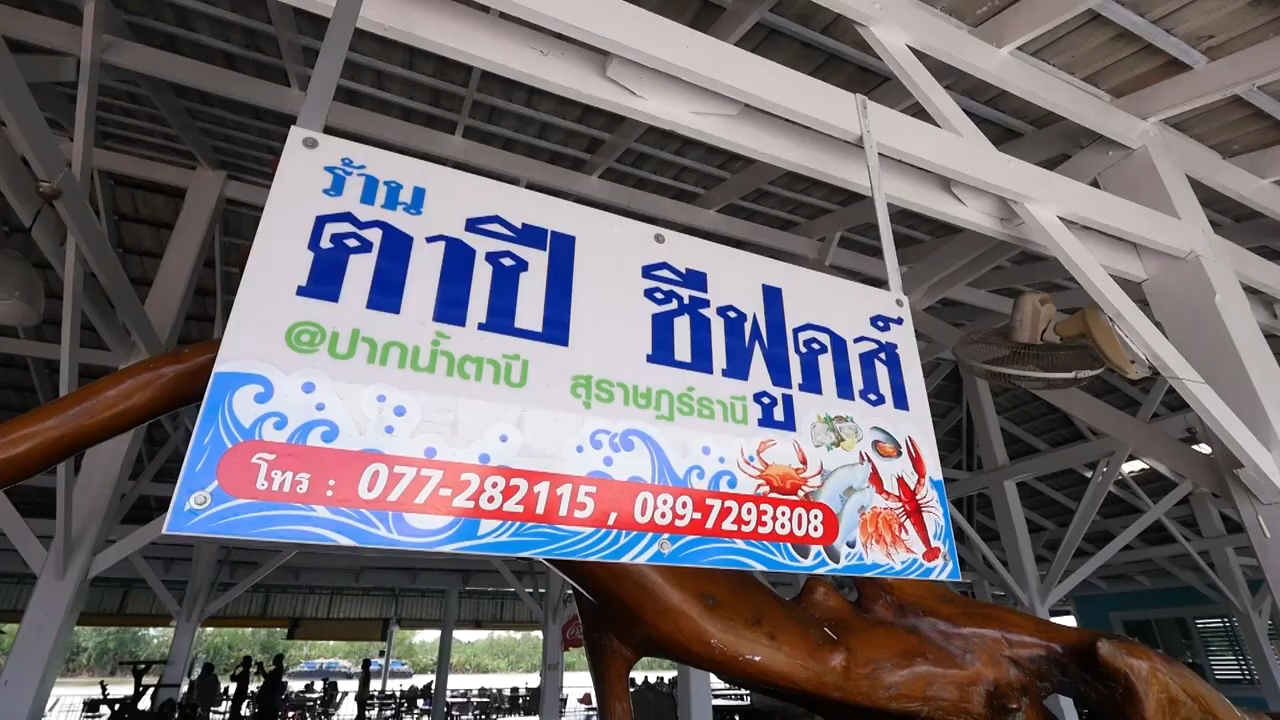 ร้าน
ตาปี ซีฟูดส์
@ปากน้ำตาปี สุราษฎร์ธานี
โทร : 077-282115 , 089-7293808